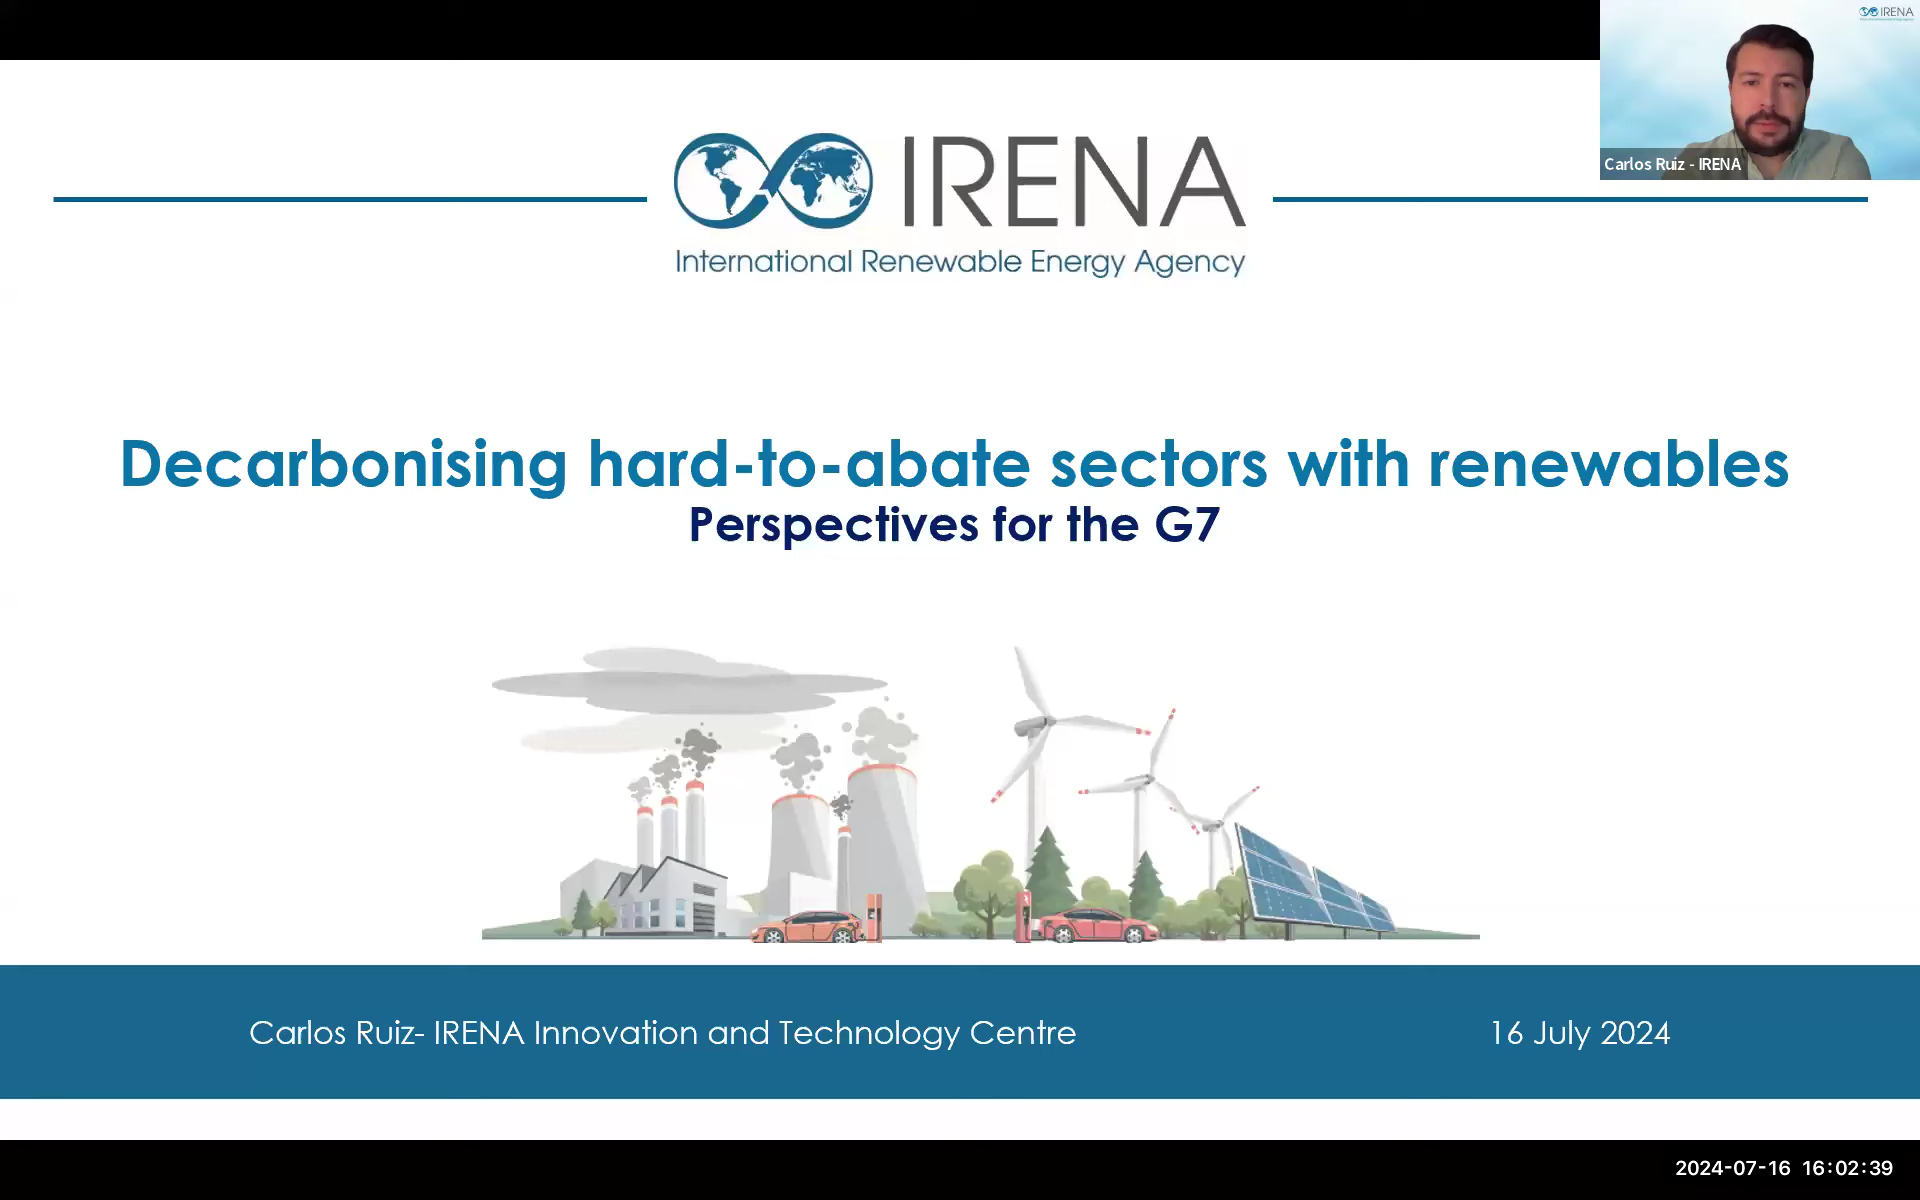 IRENA
Carlos Ruiz - IRENA
IRENA
International Renewable Energy Agency
Decarbonising hard-to-abate sectors with renewables
Perspectives for the G7
Carlos Ruiz- IRENA Innovation and Technology Centre
16 July 2024
2024-07-16 16:02:39